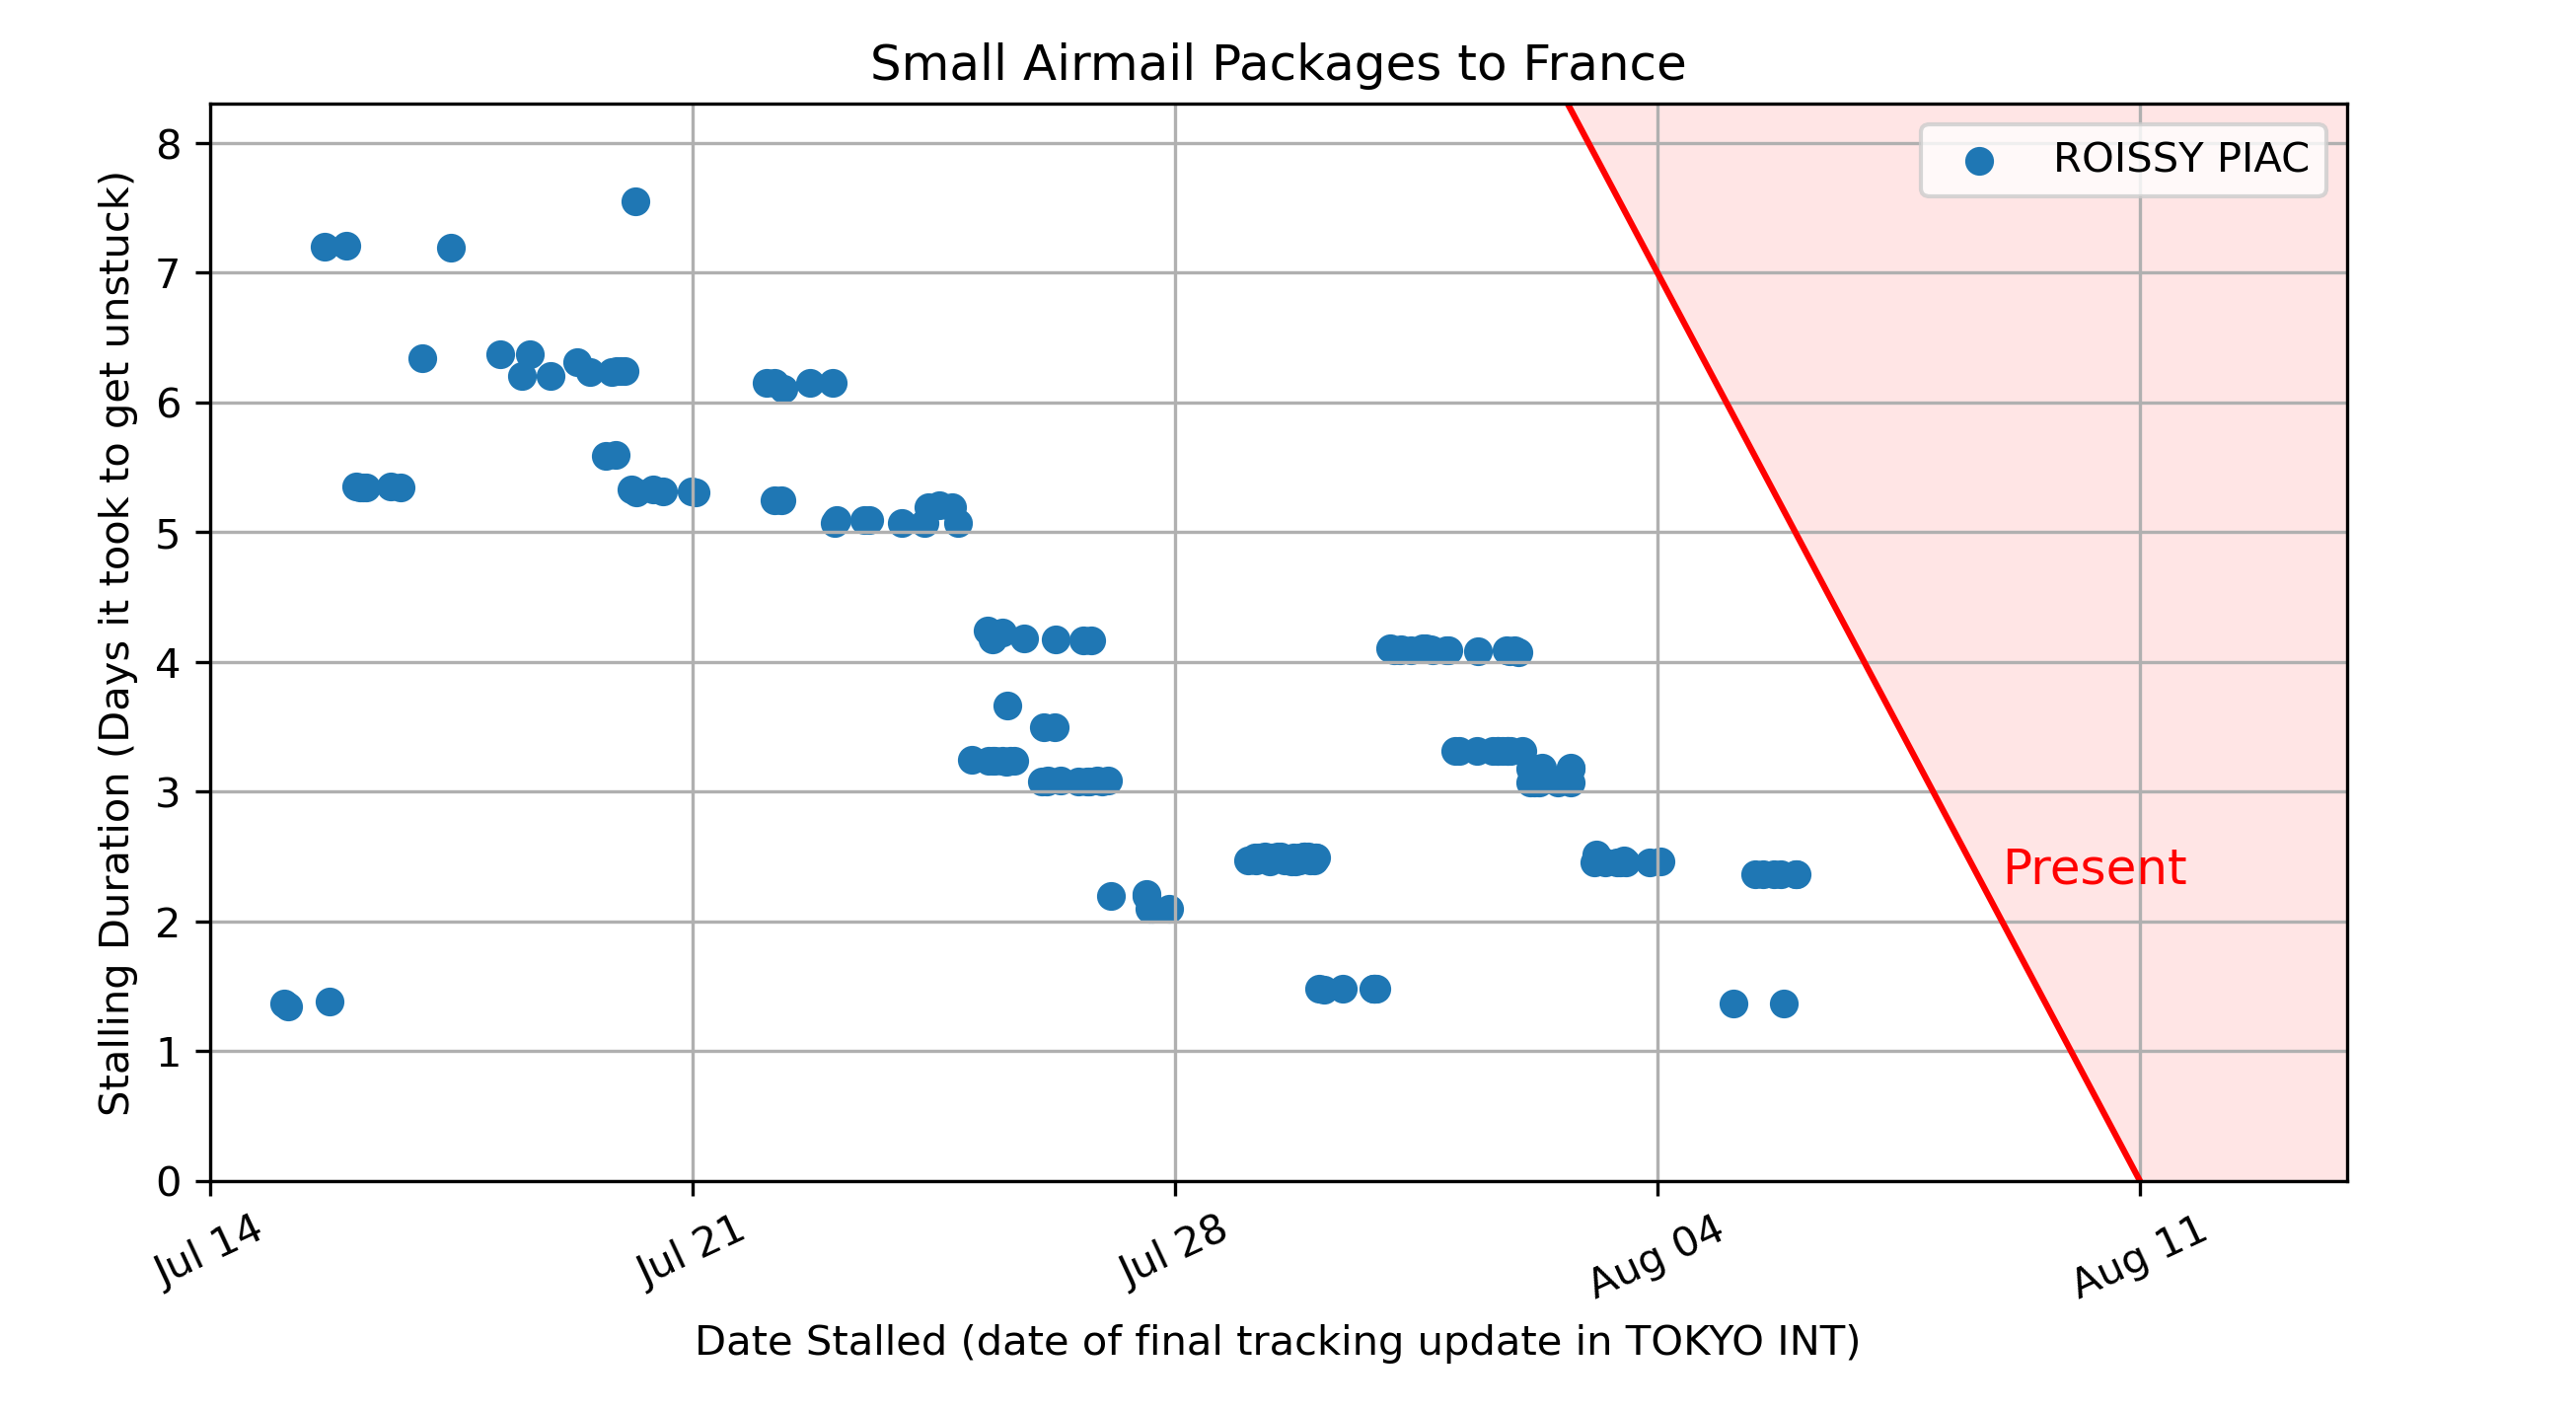 Small Airmail Packages to France
ROISSY PIAC
Stalling Duration (Days it took to get unstuck)
8
7
6
5
4
3
2
1
0
Present
Jul 14
Jul 21
Jul 28
Aug 04
Aug 11
Date Stalled (date of final tracking update in TOKYO INT)